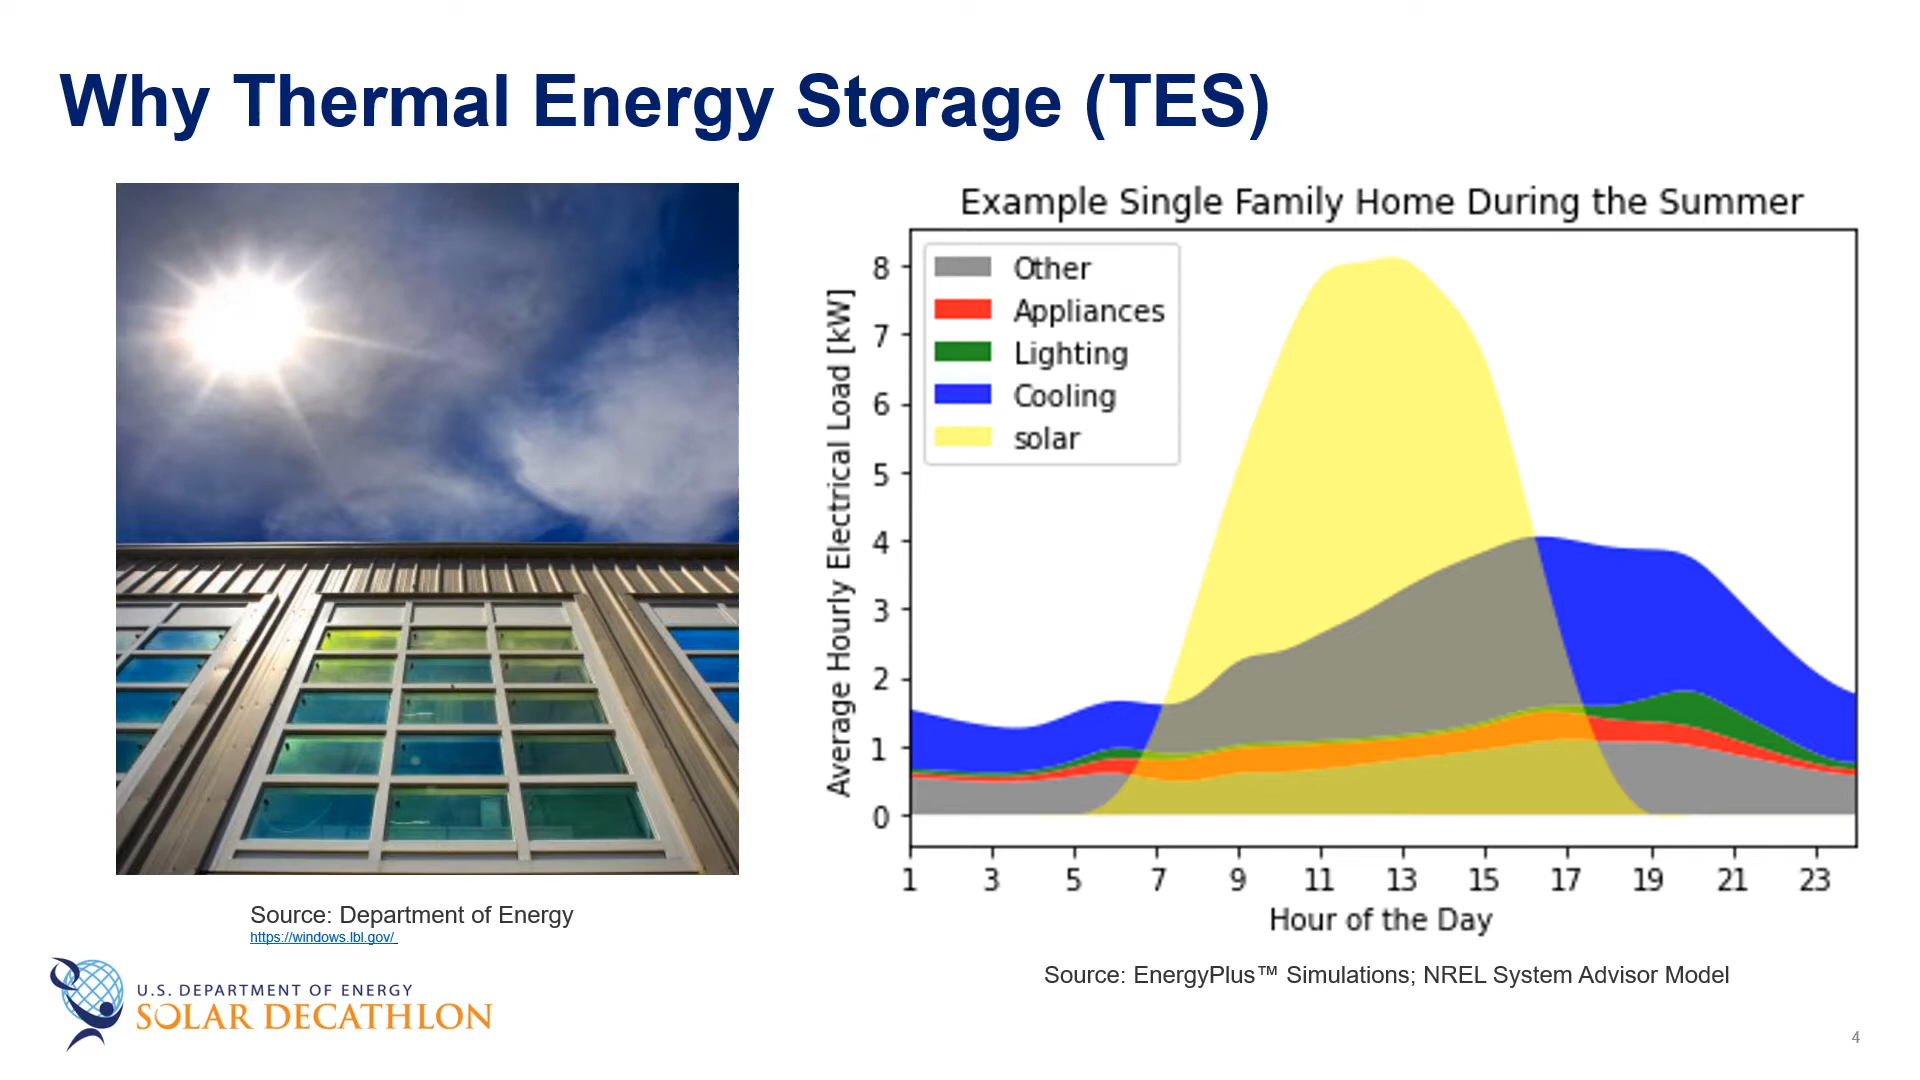 Why Thermal Energy Storage (TES)
Example Single Family Home During the Summer
Average Hourly Electrical Load [kW]
8
7
6
5
4
3
2
1
0
Other
Appliances
Lighting
Cooling
solar
1 3 5 7 9 11 13 15 17 19 21 23
Hour of the Day
Source: Department of Energy
https://windows.lbl.gov/
Source: EnergyPlus™ Simulations; NREL System Advisor Model
U.S. DEPARTMENT OF ENERGY
SOLAR DECATHLON
4